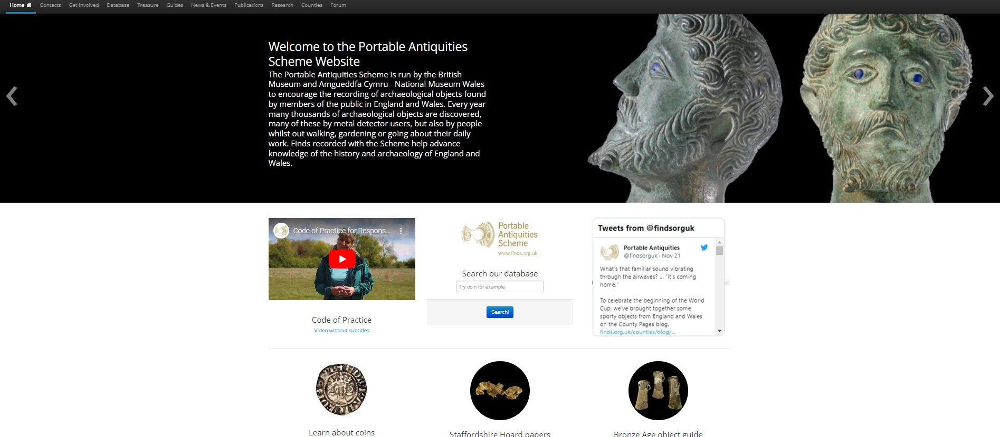 Home Contacts Get Involved Database Treasure Guides News & Events Publications Research Counties Forum
Welcome to the Portable Antiquities
Scheme Website
The Portable Antiquities Scheme is run by the British
Museum and Amgueddfa Cymru - National Museum Wales
to encourage the recording of archaeological objects found
by members of the public in England and Wales. Every year
many thousands of archaeological objects are discovered,
many of these by metal detector users, but also by people
whilst out walking, gardening or going about their daily
work. Finds recorded with the Scheme help advance
knowledge of the history and archaeology of England and
Wales.
Code of Practice for Respons...
Code of Practice
Video without subtitles
Portable
Antiquities
Scheme
www.finds.org.uk
Search our database
Try coin for example
Search!
Tweets from @findsorguk
Portable Antiquities
@findsorguk · Nov 21
What's that familiar sound vibrating
through the airwaves? ... "it's coming
home."
To celebrate the beginning of the World
Cup, we've brought together some
sporty objects from England and Wales
on the County Pages blog.
finds.org.uk/counties/blog/...
se
Learn about coins
Staffordshire Hoard papers
Bronze Age object guide